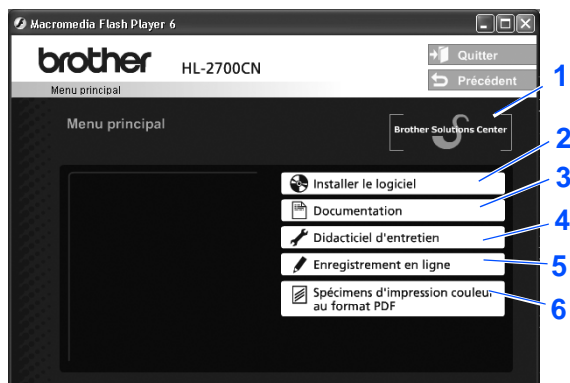 Macromedia Flash Player 6
brother
HL-2700CN
Quitter
Précédent
Menu principal
Menu principal
Brother Solutions Center
Installer le logiciel
Documentation
Didacticiel d'entretien
Enregistrement en ligne
Spécimens d'impression couleur
au format PDF
1
2
3
4
5
6